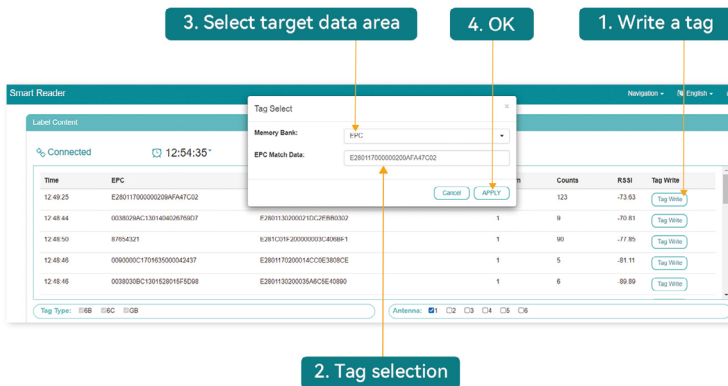 3. Select target data area
4. OK
1. Write a tag
Smart Reader
Navigation
English
Label Content
Connected
12:54:35
Tag Select
×
Memory Bank:
EPC
EPC Match Data:
E280117000000209AFA47C02
Cancel
APPLY
Time EPC Counts RSSI Tag Write
12:49:25 E280117000000209AFA47C02 123 -73.63 Tag Write
12:48:44 0038029AC1301404026769D7 E2801130200021DC2EBB0302 1 9 -70.81 Tag Write
12:48:50 87654321 E281C01F200000003C406BF1 1 90 -77.85 Tag Write
12:48:46 0090000C1701635000042437 E2801170200014CC0E3808CE 1 5 -81.11 Tag Write
12:48:46 0038030BC1301528015F5D98 E2801130200035A6C5E40890 1 6 -89.89 Tag Write
Tag Type: 6B 6C GB
Antenna: 1 2 3 4 5 6
2. Tag selection